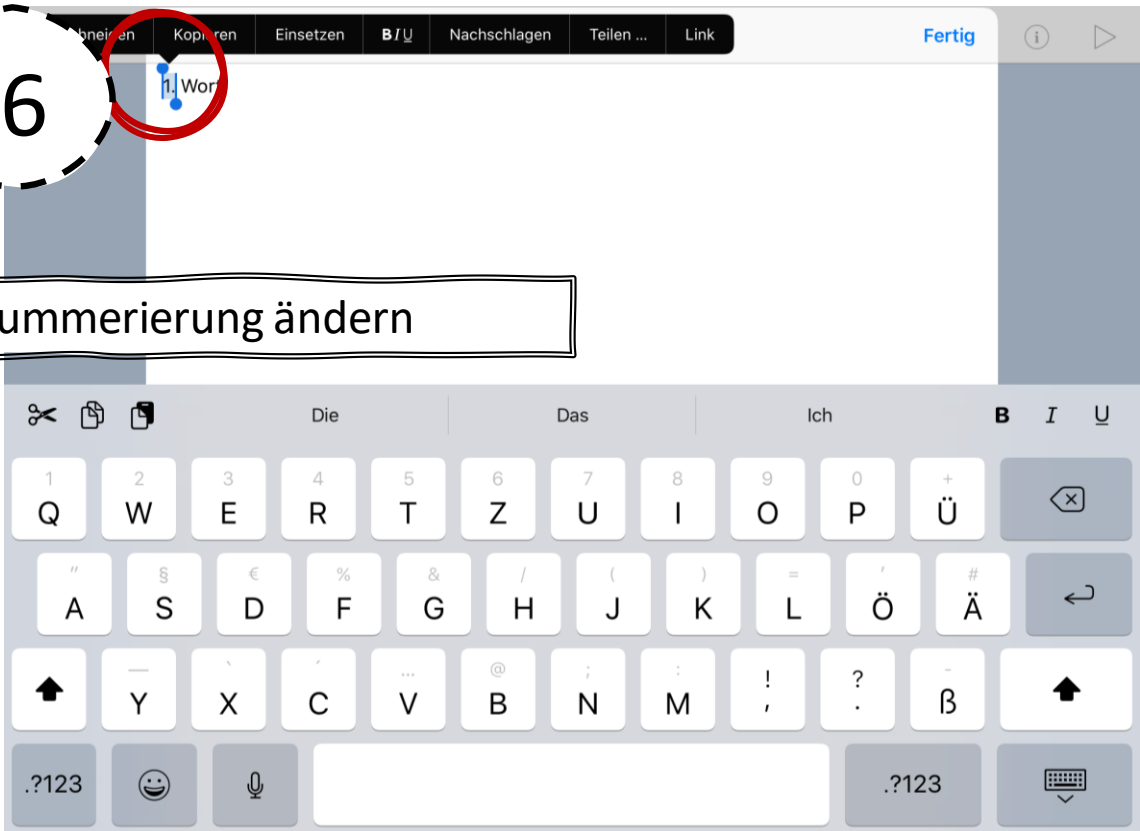 Kopieren Einsetzen BIU Nachschlagen Teilen ... Link Fertig
6
1. Wort
ummerierung ändern
Die Das Ich B I U
1 2 3 4 5 6 7 8 9 0 +
Q W E R T Z U I O P Ü
" § € % & / ( ) = ' #
A S D F G H J K L Ö Ä
— ` ´ ... @ ; : ! ? -
Y X C V B N M , . ß
.?123 .?123